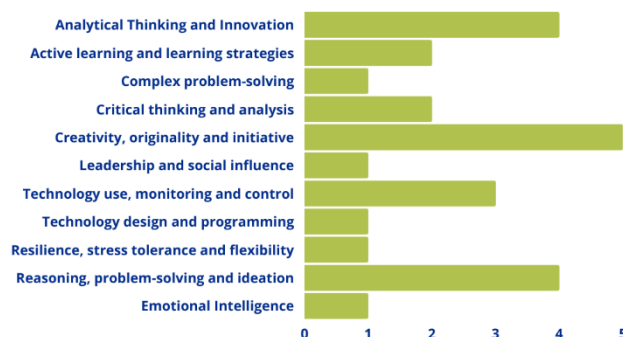 Analytical Thinking and Innovation
Active learning and learning strategies
Complex problem-solving
Critical thinking and analysis
Creativity, originality and initiative
Leadership and social influence
Technology use, monitoring and control
Technology design and programming
Resilience, stress tolerance and flexibility
Reasoning, problem-solving and ideation
Emotional Intelligence
0 1 2 3 4 5